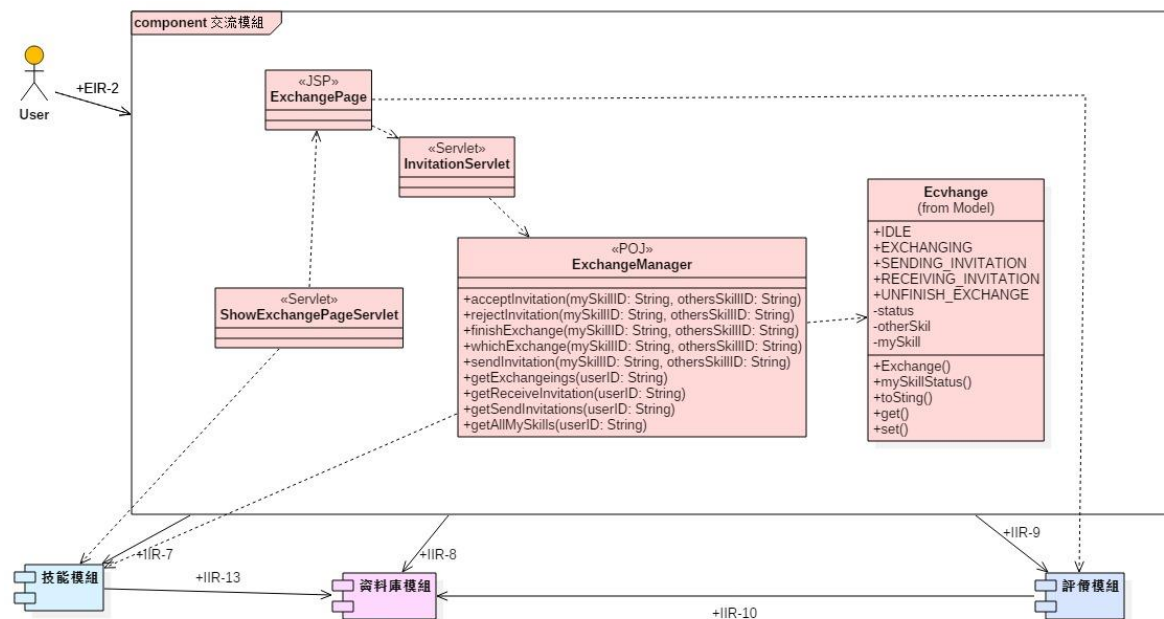 component 交流模組
+EIR-2
User
«JSP»
ExchangePage
«Servlet»
InvitationServlet
Ecvhange
(from Model)
+IDLE
+EXCHANGING
+SENDING_INVITATION
+RECEIVING_INVITATION
+UNFINISH_EXCHANGE
-status
-otherSkil
-mySkill
+Exchange()
+mySkillStatus()
+toSting()
+get()
+set()
«POJ»
ExchangeManager
+acceptInvitation(mySkillID: String, othersSkillID: String)
+rejectInvitation(mySkillID: String, othersSkillID: String)
+finishExchange(mySkillID: String, othersSkillID: String)
+whichExchange(mySkillID: String, othersSkillID: String)
+sendInvitation(mySkillID: String, othersSkillID: String)
+getExchangeings(userID: String)
+getReceiveInvitation(userID: String)
+getSendInvitations(userID: String)
+getAllMySkills(userID: String)
«Servlet»
ShowExchangePageServlet
+IIR-7
+IIR-8
+IIR-9
技能模組
+IIR-13
資料庫模組
評價模組
+IIR-10